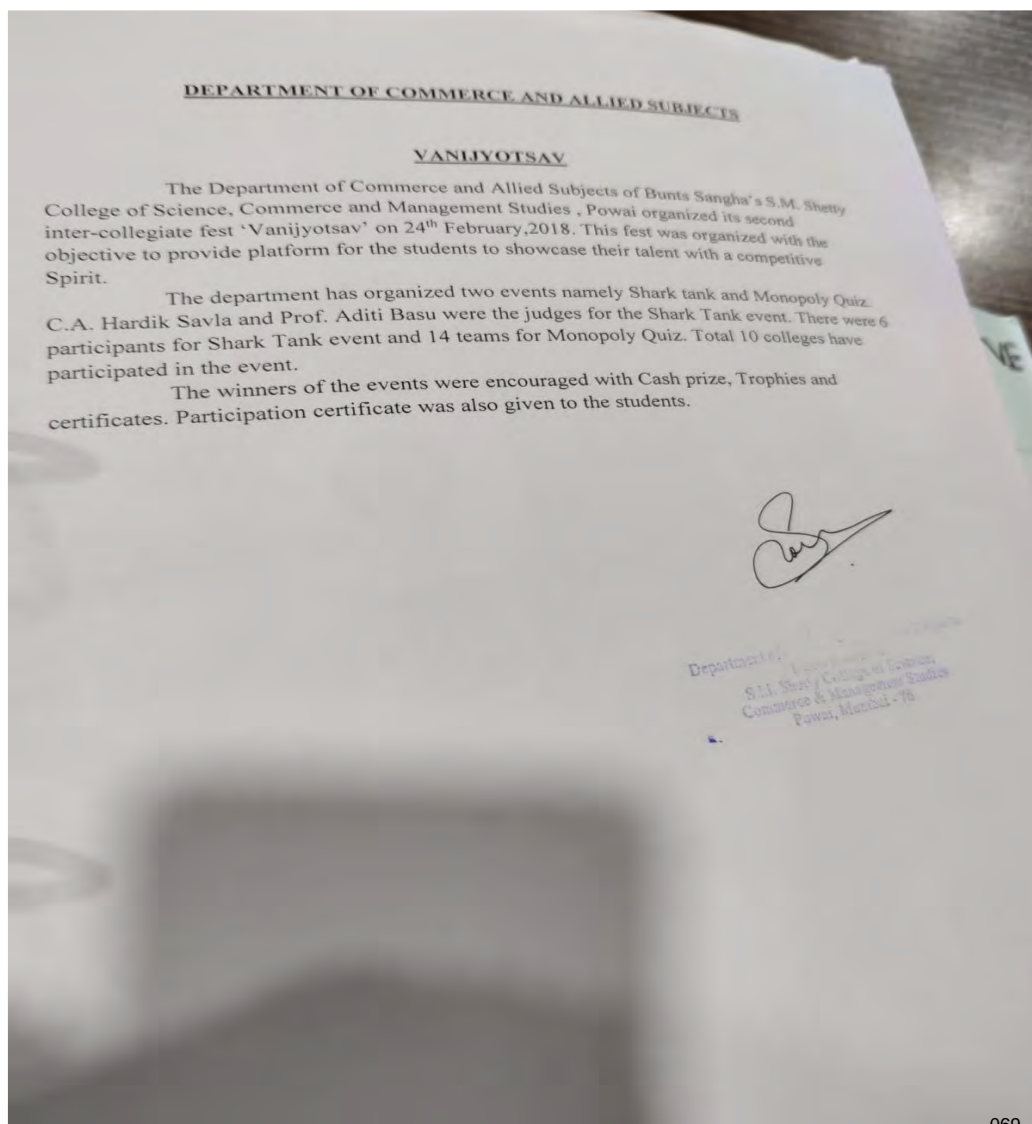 DEPARTMENT OF COMMERCE AND ALLIED SUBJECTS
VANIJYOTSAV
The Department of Commerce and Allied Subjects of Bunts Sangha's S.M. Shetty
College of Science, Commerce and Management Studies , Powai organized its second
inter-collegiate fest 'Vanijyotsav' on 24th February,2018. This fest was organized with the
objective to provide platform for the students to showcase their talent with a competitive
Spirit.
The department has organized two events namely Shark tank and Monopoly Quiz.
C.A. Hardik Savla and Prof. Aditi Basu were the judges for the Shark Tank event. There were 6
participants for Shark Tank event and 14 teams for Monopoly Quiz. Total 10 colleges have
participated in the event.
The winners of the events were encouraged with Cash prize, Trophies and
certificates. Participation certificate was also given to the students.
VE
Department
S.M. Shetty College of Science,
Commerce & Management Studies
Powai, Mumbai - 76
069